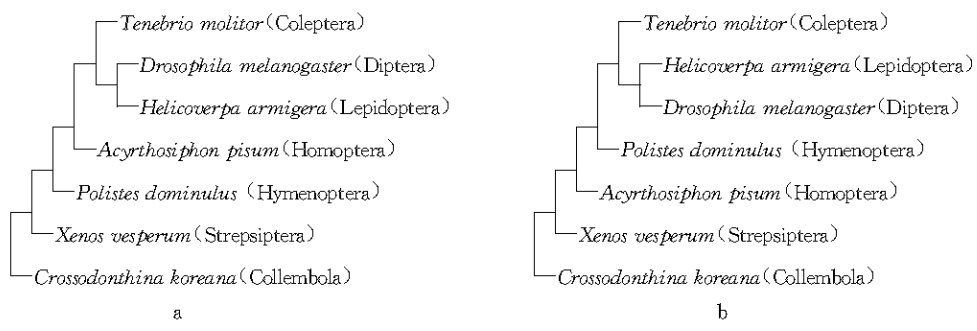 Tenebrio molitor(Coleptera)
Drosophila melanogaster(Diptera)
Helicoverpa armigera(Lepidoptera)
Acyrthosiphon pisum(Homoptera)
Polistes dominulus (Hymenoptera)
Xenos vesperum(Strepsiptera)
Crossodonthina koreana(Collembola)
a
Tenebrio molitor(Coleptera)
Helicoverpa armigera(Lepidoptera)
Drosophila melanogaster(Diptera)
Polistes dominulus (Hymenoptera)
Acyrthosiphon pisum(Homoptera)
Xenos vesperum(Strepsiptera)
Crossodonthina koreana(Collembola)
b